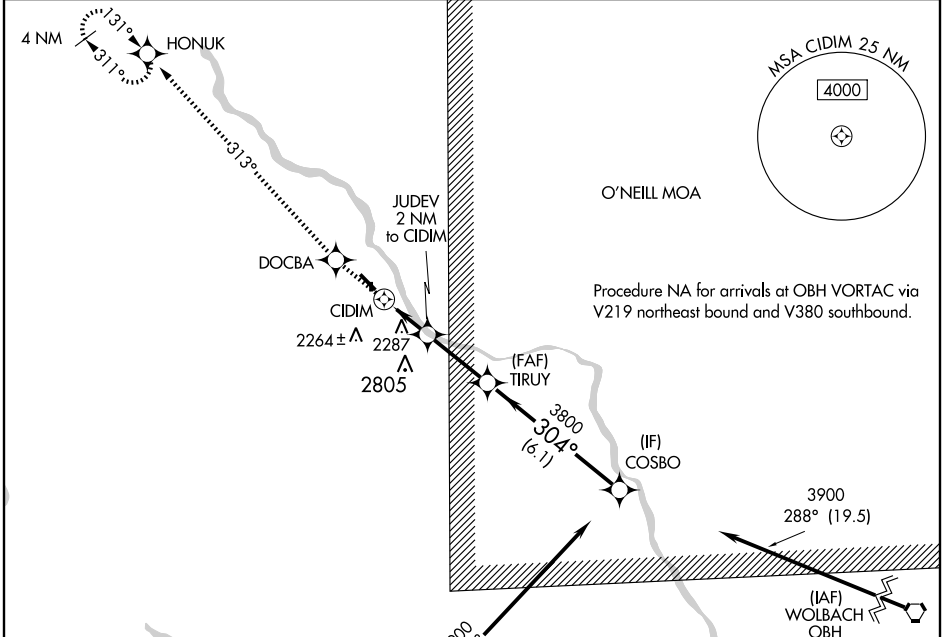 131°
4 NM
HONUK
311°
MSA CIDIM 25 NM
4000
313°
JUDEV
2 NM
to CIDIM
O'NEILL MOA
DOCBA
CIDIM
Procedure NA for arrivals at OBH VORTAC via
V219 northeast bound and V380 southbound.
2264 ±
2287
2805
(FAF)
TIRUY
3800
304°
(6.1)
(IF)
COSBO
3900
288° (19.5)
(IAF)
WOLBACH
OBH